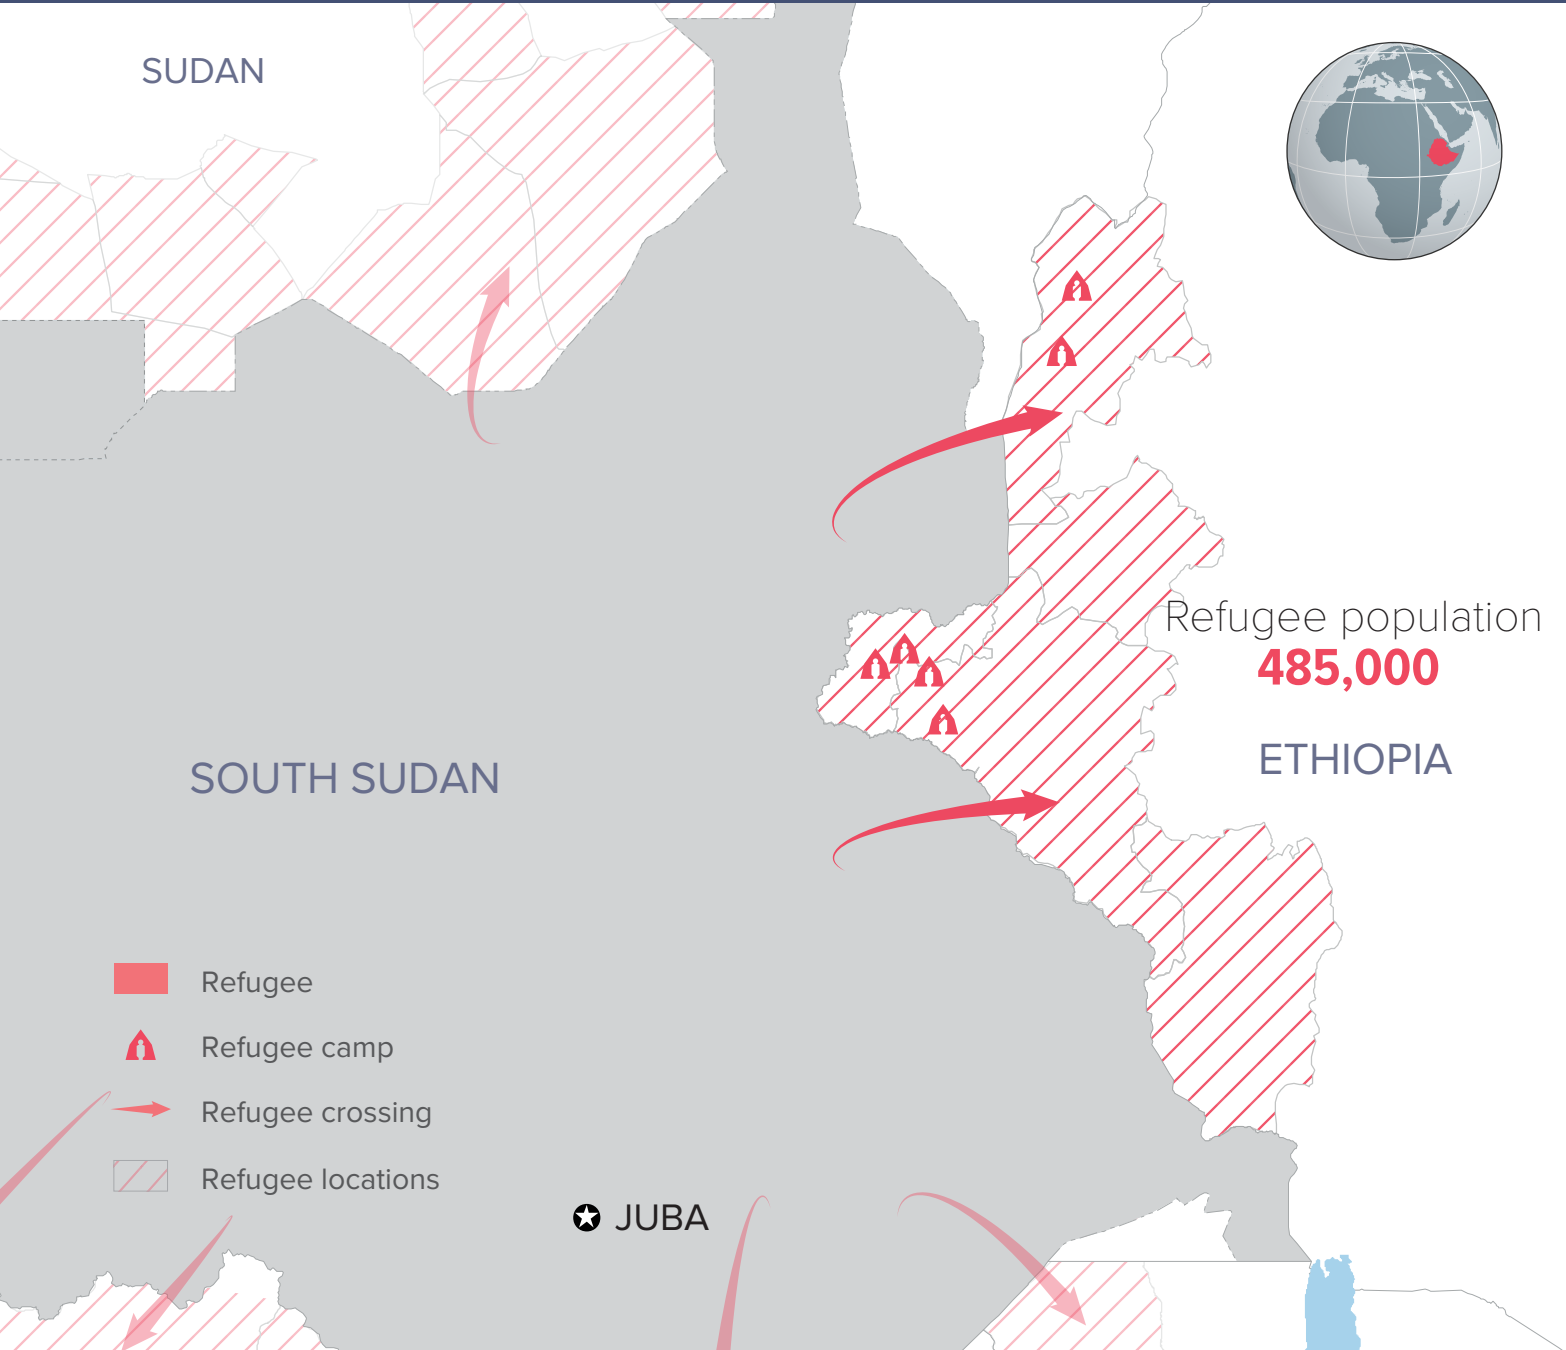 SUDAN
Refugee population
485,000
ETHIOPIA
SOUTH SUDAN
Refugee
Refugee camp
Refugee crossing
Refugee locations
JUBA